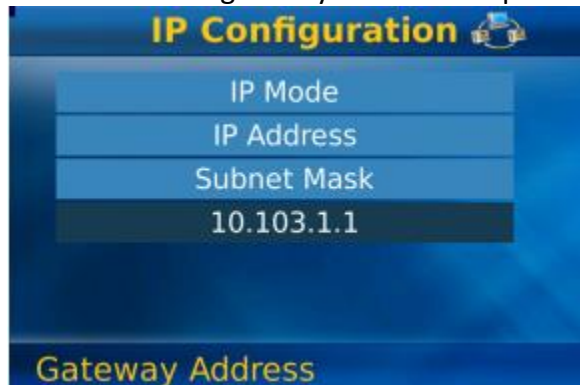 IP Configuration
IP Mode
IP Address
Subnet Mask
10.103.1.1
Gateway Address